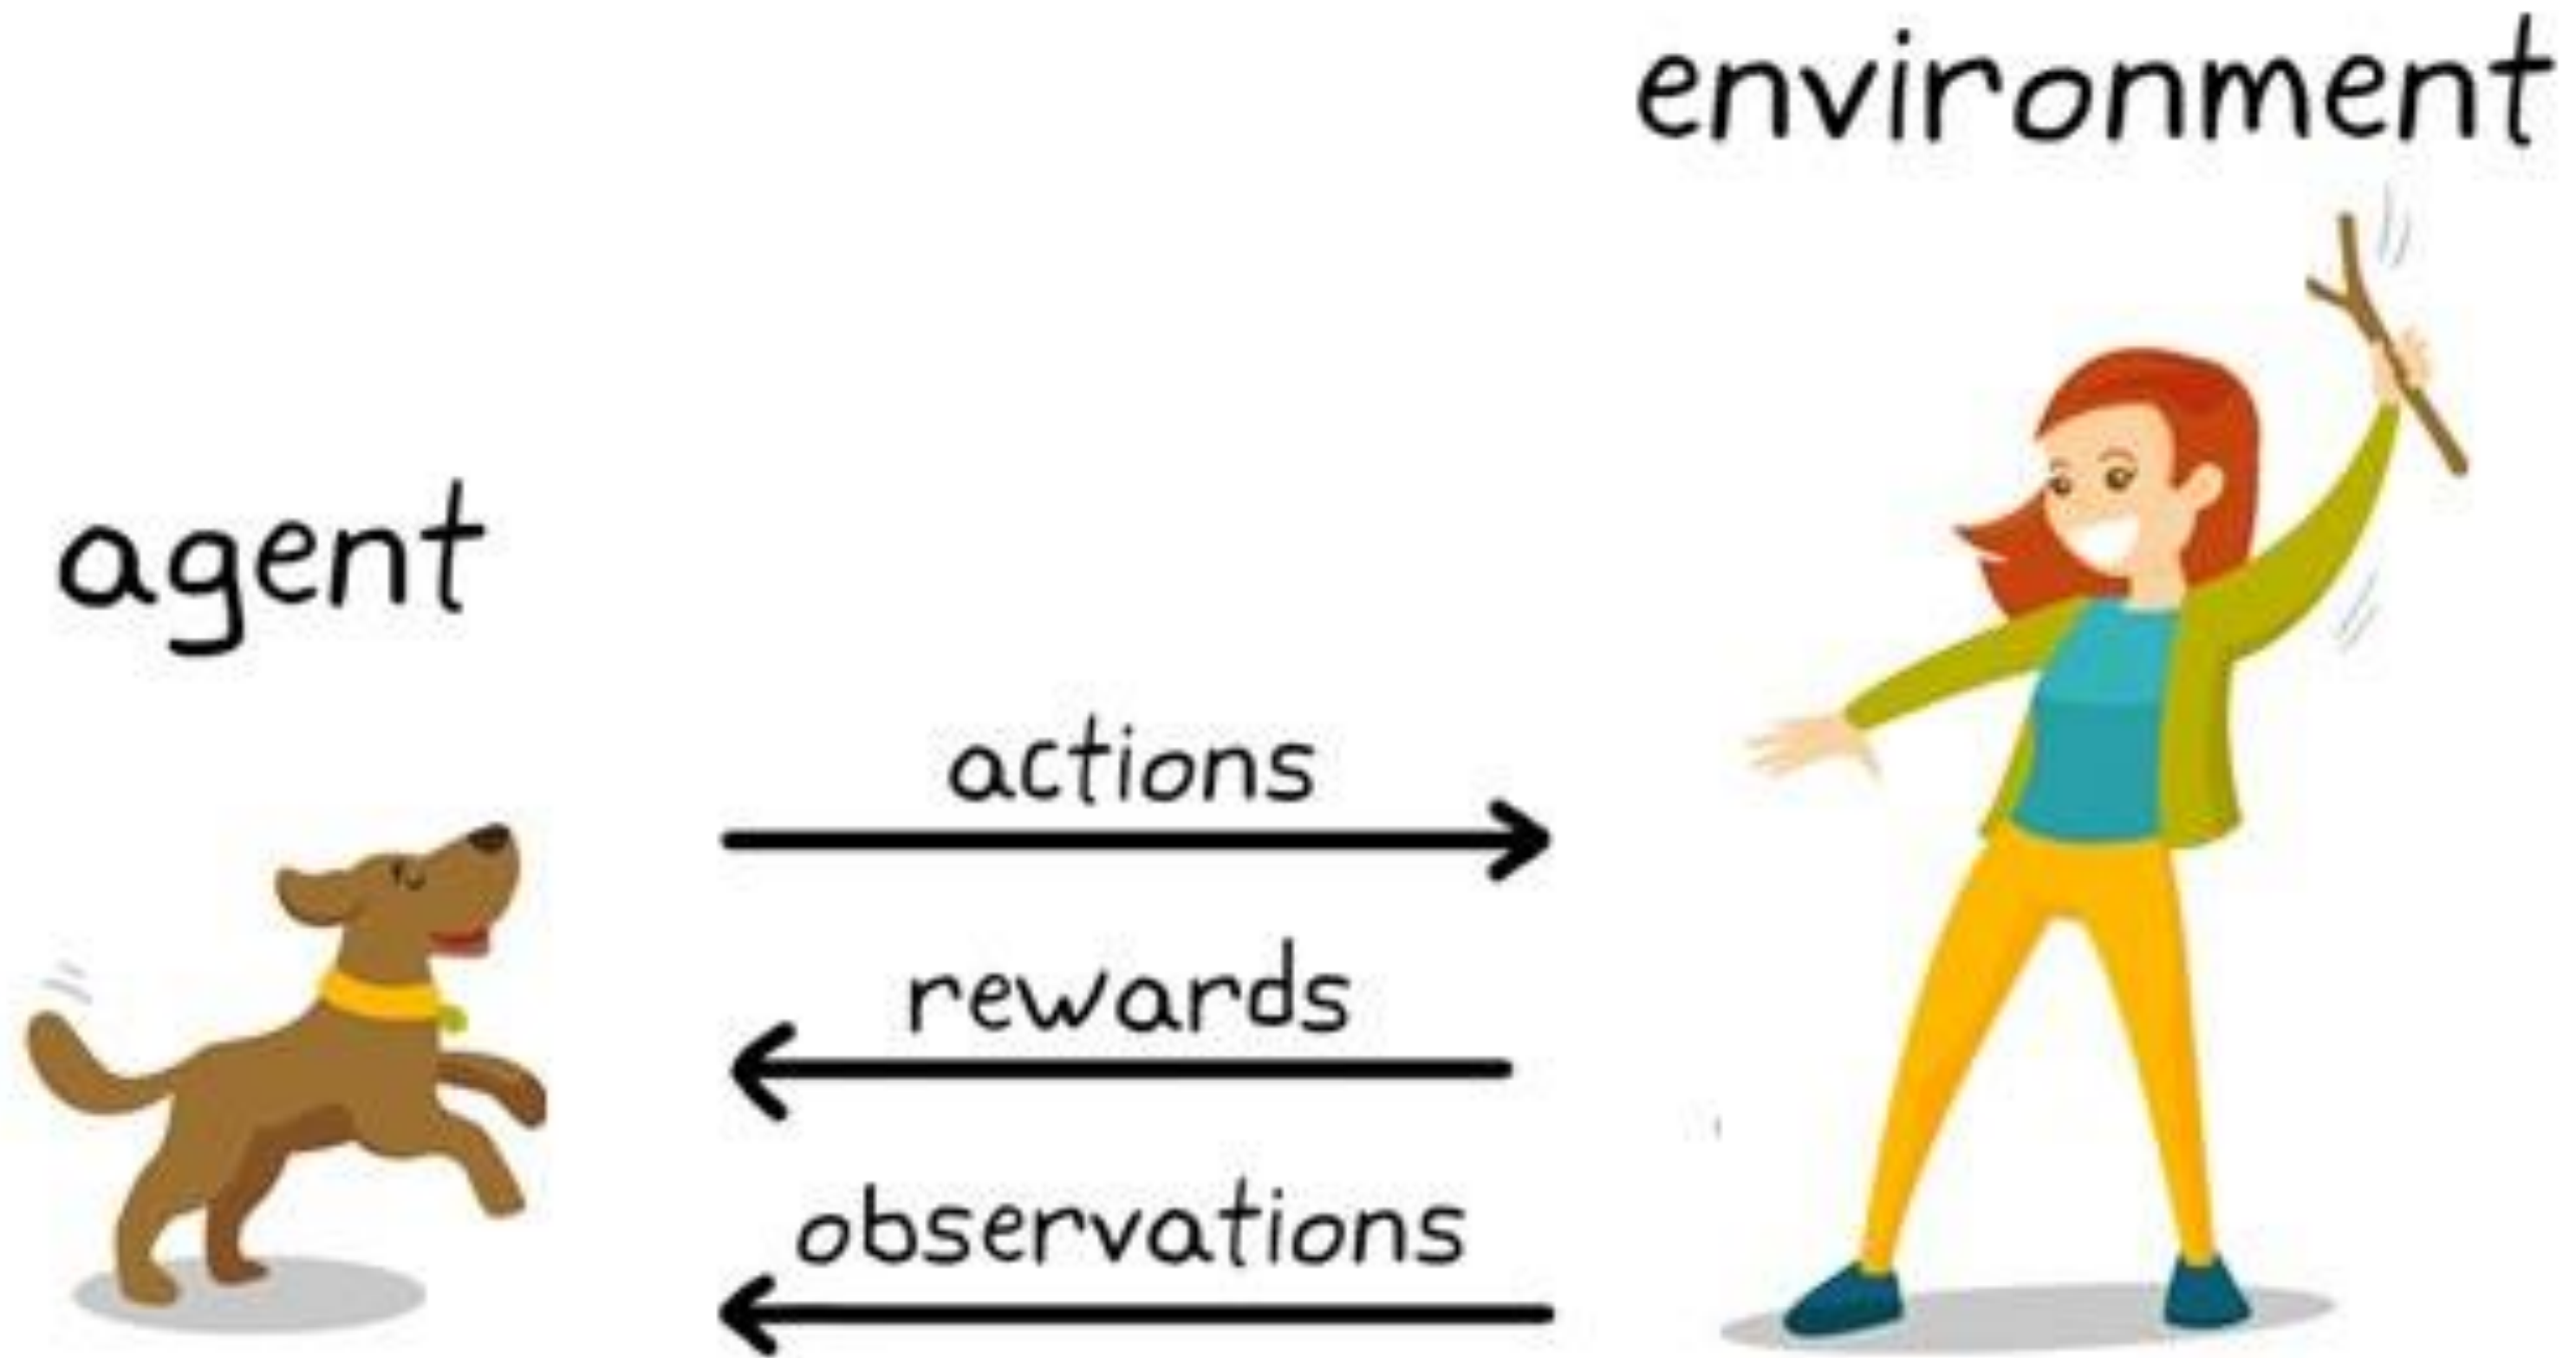 environment
agent
actions
rewards
observations